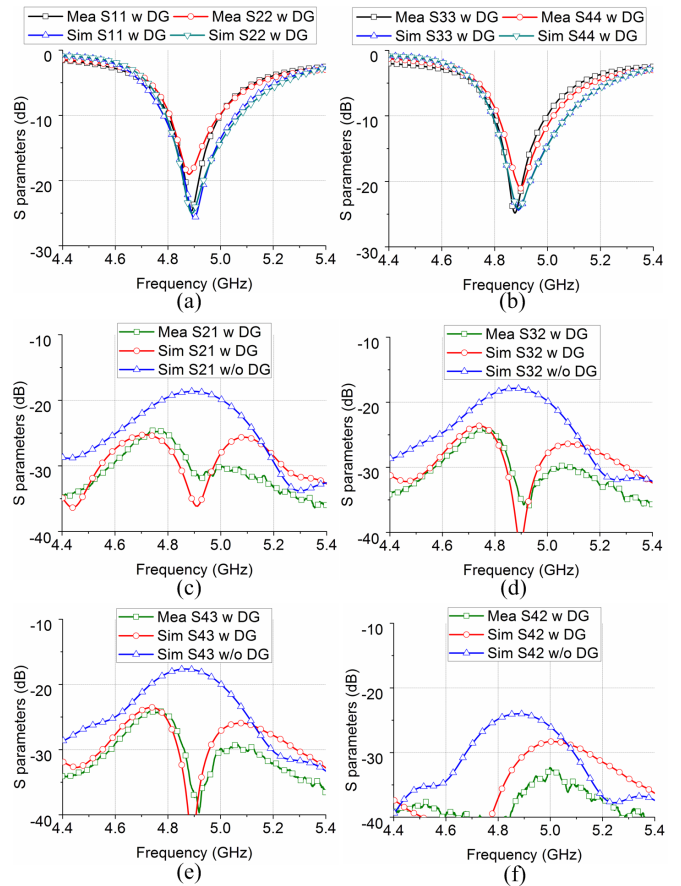 Mea S11 w DG Mea S22 w DG
Sim S11 w DG Sim S22 w DG
0
-10
-20
-30
S parameters (dB)
4.4 4.6 4.8 5.0 5.2 5.4
Frequency (GHz)
(a)
Mea S33 w DG Mea S44 w DG
Sim S33 w DG Sim S44 w DG
0
-10
-20
-30
S parameters (dB)
4.4 4.6 4.8 5.0 5.2 5.4
Frequency (GHz)
(b)
Mea S21 w DG
Sim S21 w DG
Sim S21 w/o DG
-10
-20
-30
-40
S parameters (dB)
4.4 4.6 4.8 5.0 5.2 5.4
Frequency (GHz)
(c)
Mea S32 w DG
Sim S32 w DG
Sim S32 w/o DG
-10
-20
-30
-40
S parameters (dB)
4.4 4.6 4.8 5.0 5.2 5.4
Frequency (GHz)
(d)
Mea S43 w DG
Sim S43 w DG
Sim S43 w/o DG
-10
-20
-30
-40
S parameters (dB)
4.4 4.6 4.8 5.0 5.2 5.4
Frequency (GHz)
(e)
Mea S42 w DG
Sim S42 w DG
Sim S42 w/o DG
-10
-20
-30
-40
S parameters (dB)
4.4 4.6 4.8 5.0 5.2 5.4
Frequency (GHz)
(f)